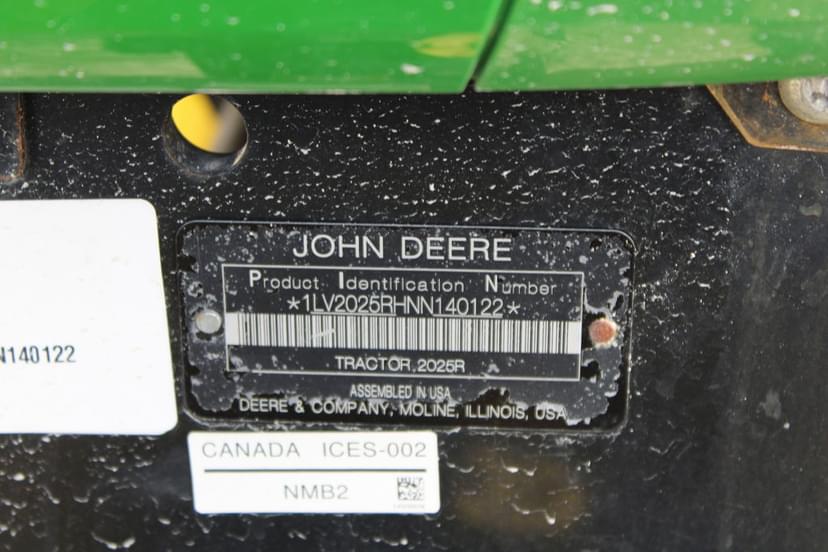 JOHN DEERE
Product Identification Number
*1LV2025RHNN140122*
TRACTOR,2025R
ASSEMBLED IN USA
DEERE & COMPANY, MOLINE, ILLINOIS, USA
N140122
CANADA ICES-002
NMB2